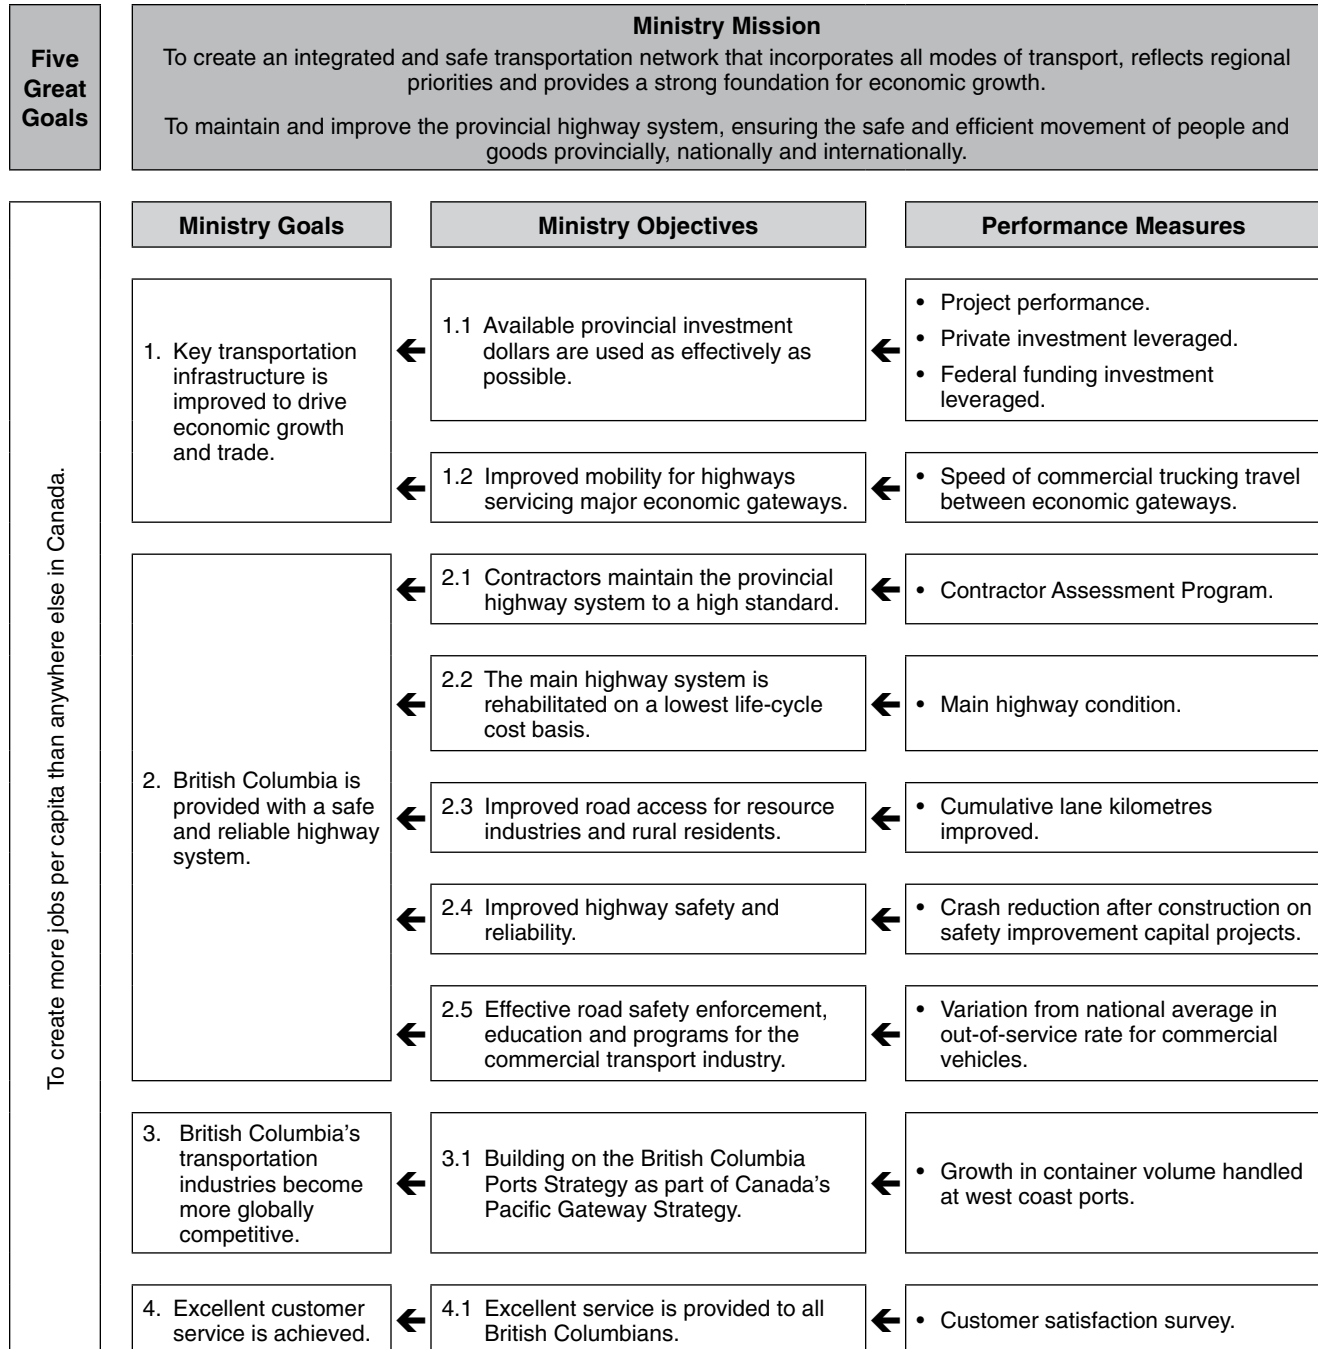 Five
Great
Goals
Ministry Mission
To create an integrated and safe transportation network that incorporates all modes of transport, reflects regional
priorities and provides a strong foundation for economic growth.
To maintain and improve the provincial highway system, ensuring the safe and efficient movement of people and
goods provincially, nationally and internationally.
To create more jobs per capita than anywhere else in Canada.
Ministry Goals
Ministry Objectives
Performance Measures
1. Key transportation
infrastructure is
improved to drive
economic growth
and trade.
1.1 Available provincial investment
dollars are used as effectively as
possible.
• Project performance.
• Private investment leveraged.
• Federal funding investment
leveraged.
1.2 Improved mobility for highways
servicing major economic gateways.
• Speed of commercial trucking travel
between economic gateways.
2. British Columbia is
provided with a safe
and reliable highway
system.
2.1 Contractors maintain the provincial
highway system to a high standard.
• Contractor Assessment Program.
2.2 The main highway system is
rehabilitated on a lowest life-cycle
cost basis.
• Main highway condition.
2.3 Improved road access for resource
industries and rural residents.
• Cumulative lane kilometres
improved.
2.4 Improved highway safety and
reliability.
• Crash reduction after construction on
safety improvement capital projects.
2.5 Effective road safety enforcement,
education and programs for the
commercial transport industry.
• Variation from national average in
out-of-service rate for commercial
vehicles.
3. British Columbia's
transportation
industries become
more globally
competitive.
3.1 Building on the British Columbia
Ports Strategy as part of Canada's
Pacific Gateway Strategy.
• Growth in container volume handled
at west coast ports.
4. Excellent customer
service is achieved.
4.1 Excellent service is provided to all
British Columbians.
• Customer satisfaction survey.